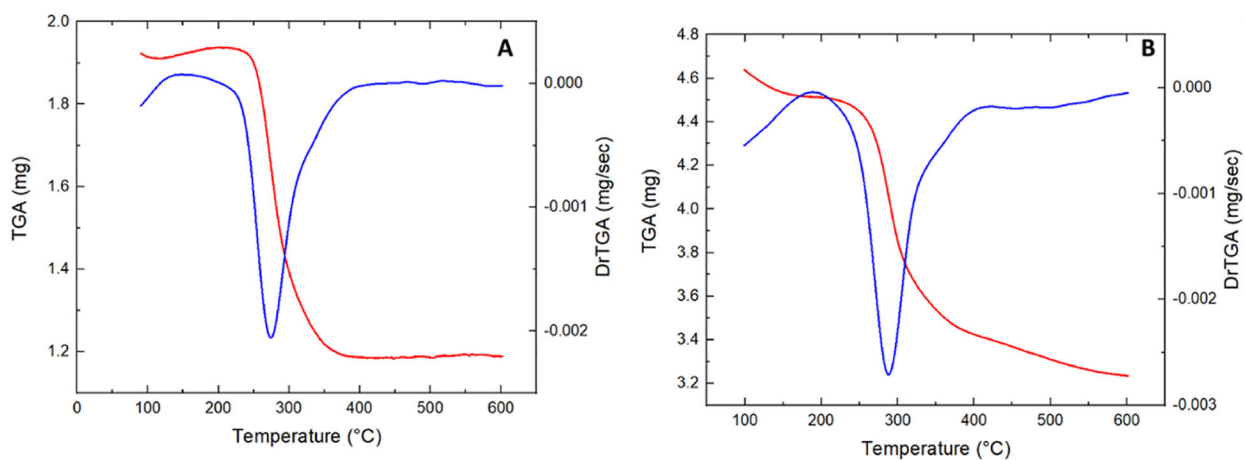 A
TGA (mg)
2.0
1.8
1.6
1.4
1.2
0.000
-0.001
-0.002
DrTGA (mg/sec)
0 100 200 300 400 500 600
Temperature (°C)
B
TGA (mg)
4.8
4.6
4.4
4.2
4.0
3.8
3.6
3.4
3.2
0.000
-0.001
-0.002
-0.003
DrTGA (mg/sec)
100 200 300 400 500 600
Temperature (°C)